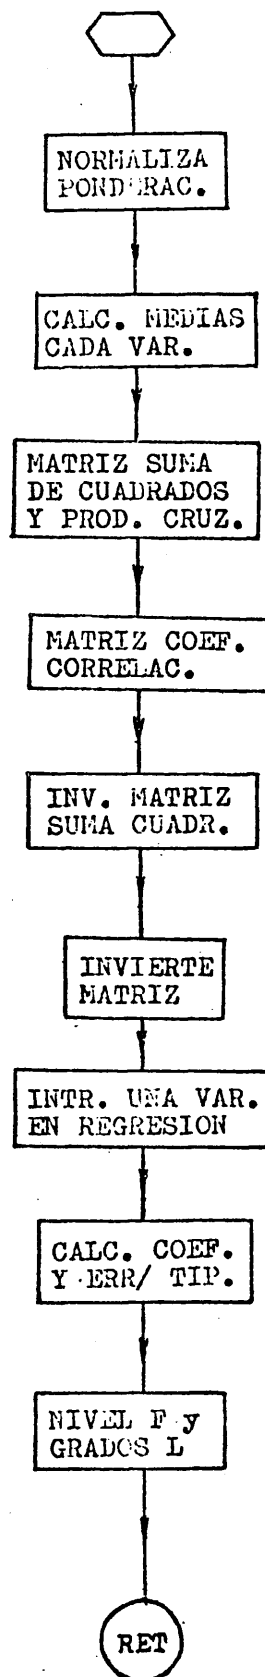 NORMALIZA
PONDERAC.
CALC. MEDIAS
CADA VAR.
MATRIZ SUMA
DE CUADRADOS
Y PROD. CRUZ.
MATRIZ COEF.
CORRELAC.
INV. MATRIZ
SUMA CUADR.
INVIERTE
MATRIZ
INTR. UNA VAR.
EN REGRESION
CALC. COEF.
Y ERR/ TIP.
NIVEL F y
GRADOS L
RET